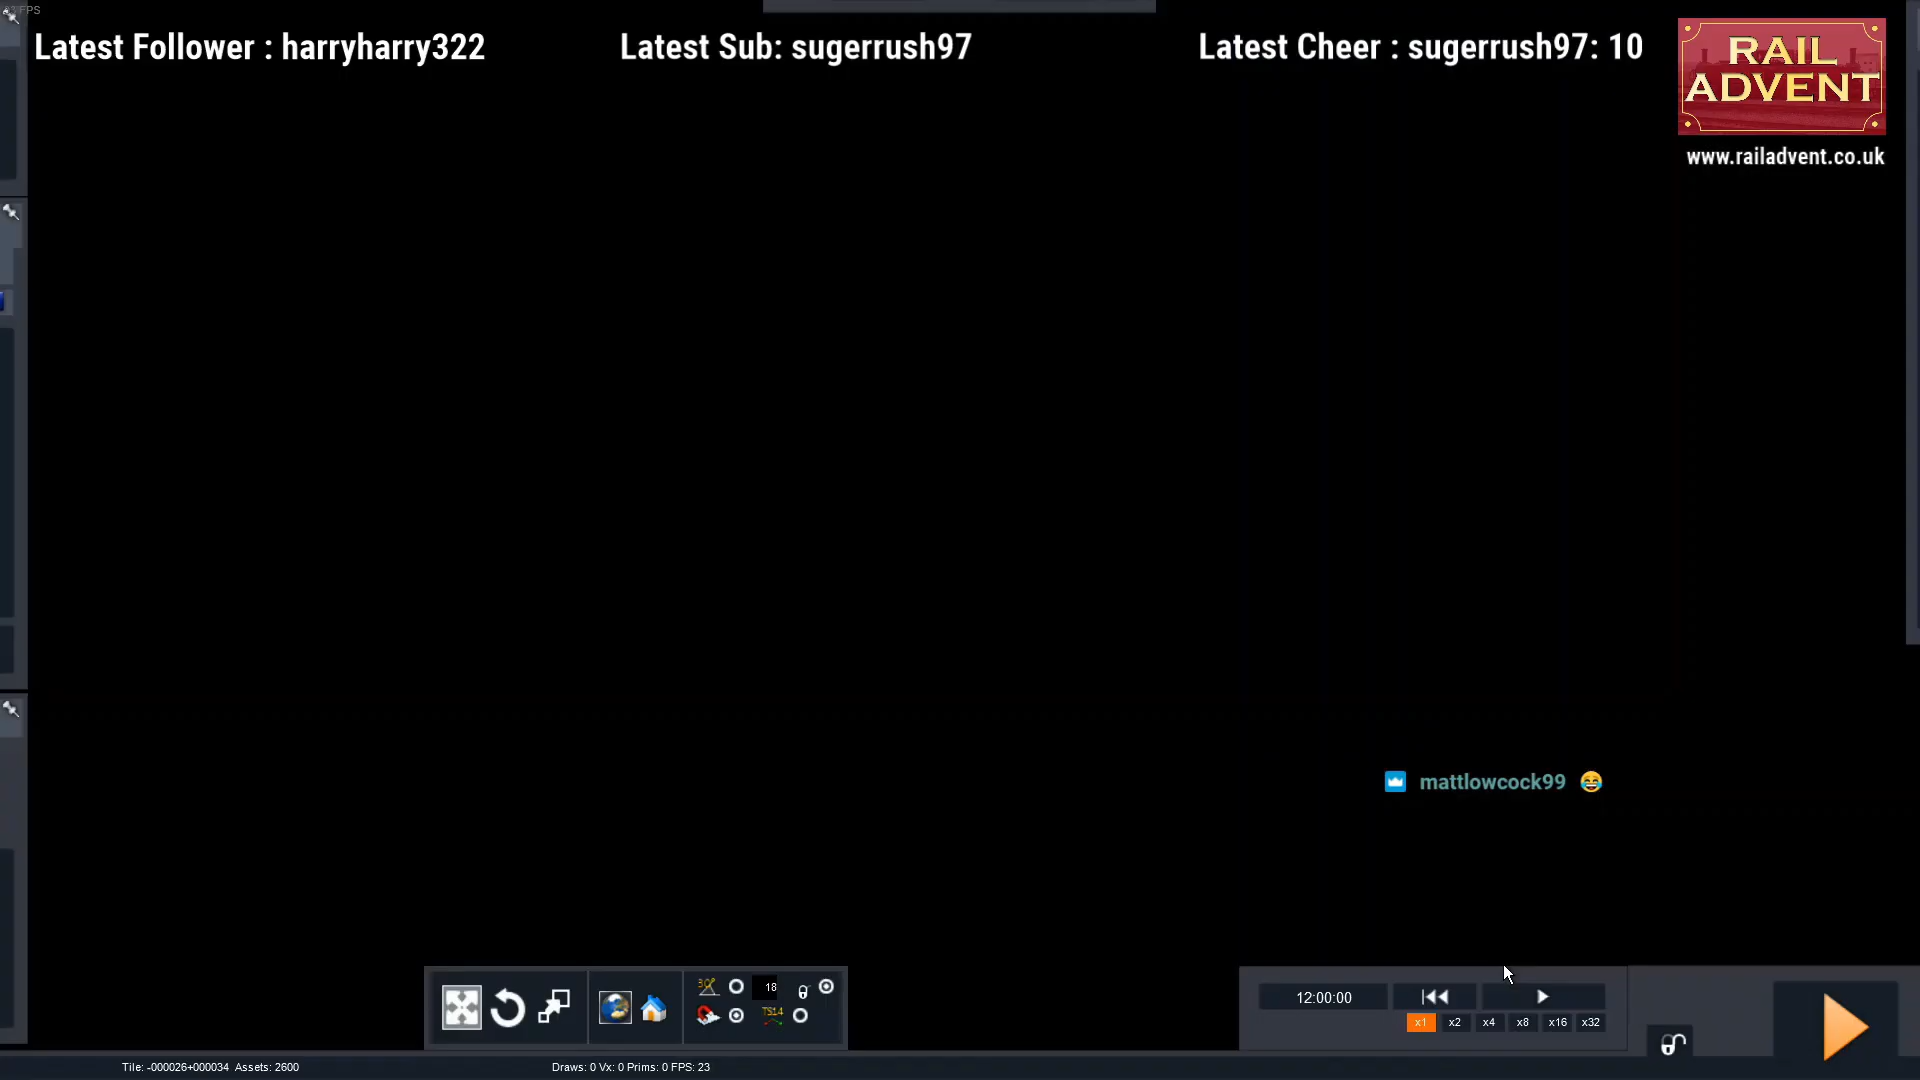 FPS
Latest Follower : harryharry322
Latest Sub: sugerrush97
Latest Cheer : sugerrush97: 10
RAIL
ADVENT
www.railadvent.co.uk
mattlowcock99 😂
18
TS14
12:00:00
x1 x2 x4 x8 x16 x32
Tile: -000026+000034 Assets: 2600
Draws: 0 Vx: 0 Prims: 0 FPS: 23